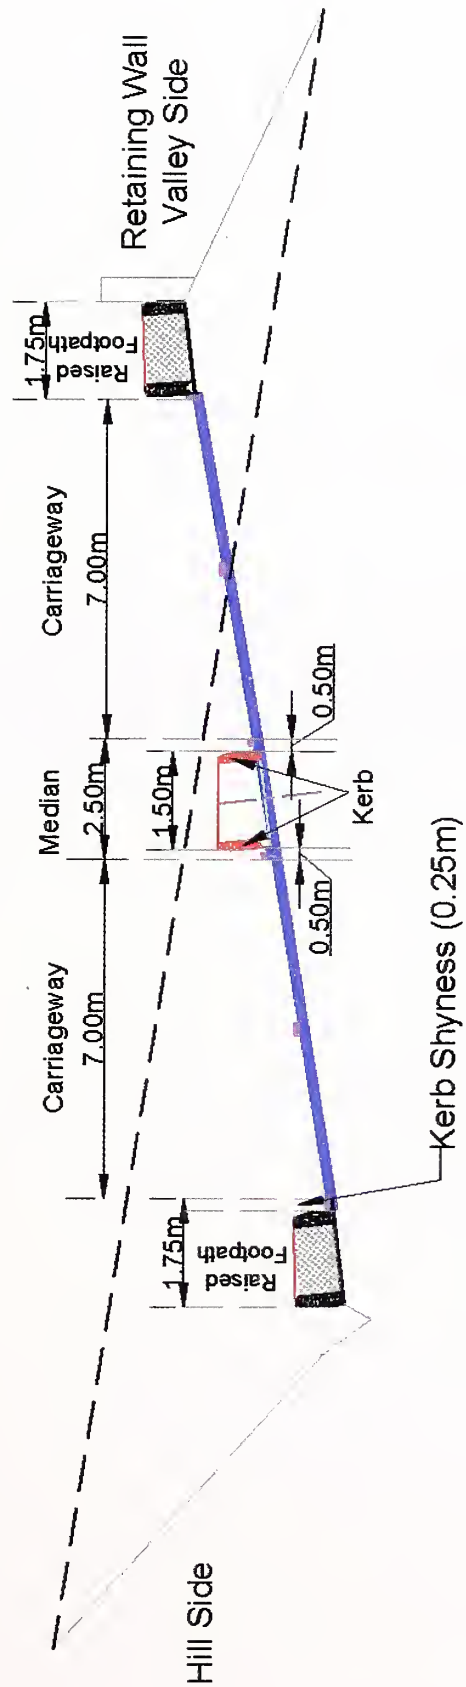 Hill Side
1.75m
Raised
Footpath
Kerb Shyness (0.25m)
Carriageway
7.00m
Median
2.50m
1.50m
0.50m
0.50m
Kerb
Carriageway
7.00m
1.75m
Raised
Footpath
Retaining Wall
Valley Side